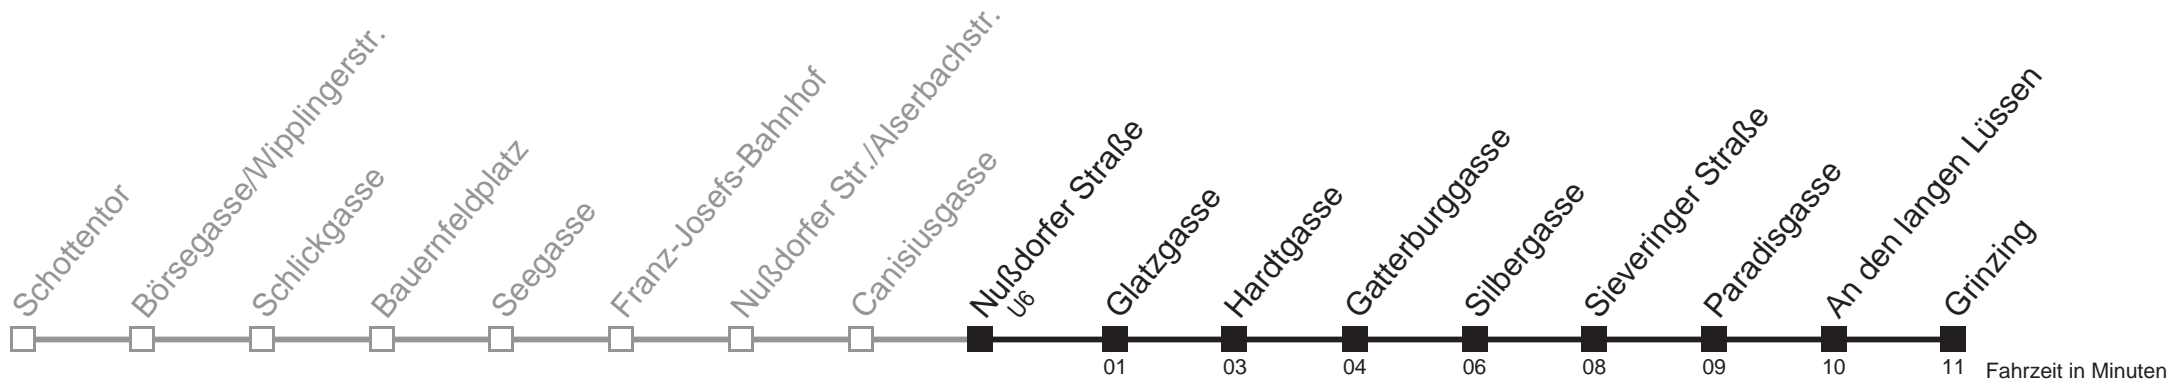 Schottentor
Börsegasse/Wipplingerstr.
Schlickgasse
Bauernfeldplatz
Seegasse
Franz-Josefs-Bahnhof
Nußdorfer Str./Alserbachstr.
Canisiusgasse
Nußdorfer Straße
U6
Glatzgasse
Hardtgasse
Gatterburggasse
Silbergasse
Sieveringer Straße
Paradisgasse
An den langen Lüssen
Grinzing
01 03 04 06 08 09 10 11 Fahrzeit in Minuten